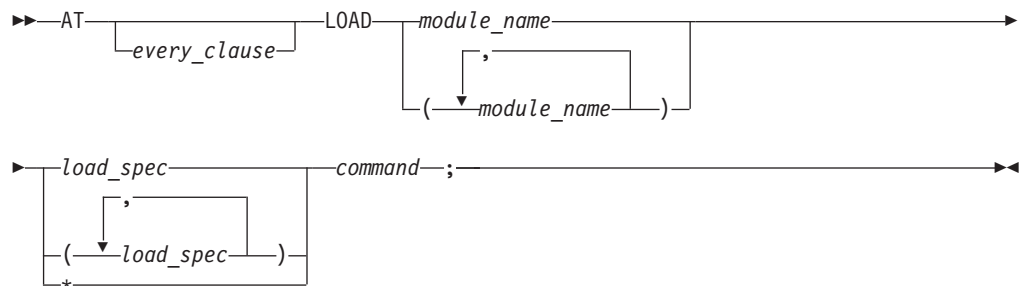 AT every_clause LOAD module_name
,
( module_name )
load_spec command ;
,
( load_spec )
*